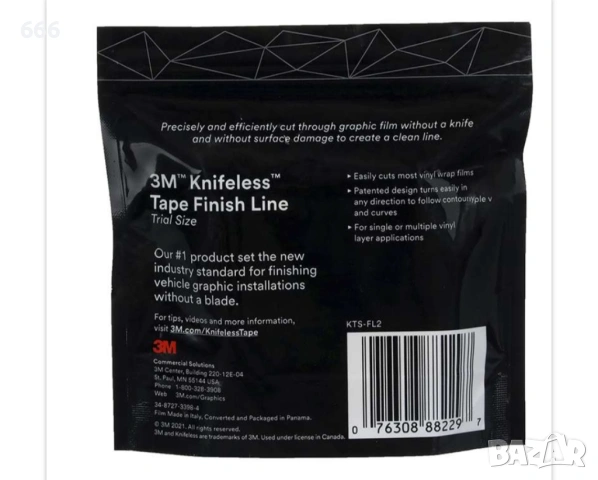 666
Precisely and efficiently cut through graphic film without a knife
and without surface damage to create a clean line.
3M™ Knifeless™
Tape Finish Line
Trial Size
Our #1 product set the new
industry standard for finishing
vehicle graphic installations
without a blade.
For tips, videos and more information,
visit 3M.com/KnifelessTape
3M
Commercial Solutions
3M Center, Building 220-12E-04
St. Paul, MN 55144 USA
Phone 1-800-328-3908
Web 3M.com/Graphics
34-8727-3398-4
Film Made in Italy, Converted and Packaged in Panama.
© 3M 2021. All rights reserved.
3M and Knifeless are trademarks of 3M. Used under license in Canada.
• Easily cuts most vinyl wrap films
• Patented design turns easily in
any direction to follow
and curves
• For single or multiple vinyl
layer applications
KTS-FL2
0 76308 88229 7
BAZAR